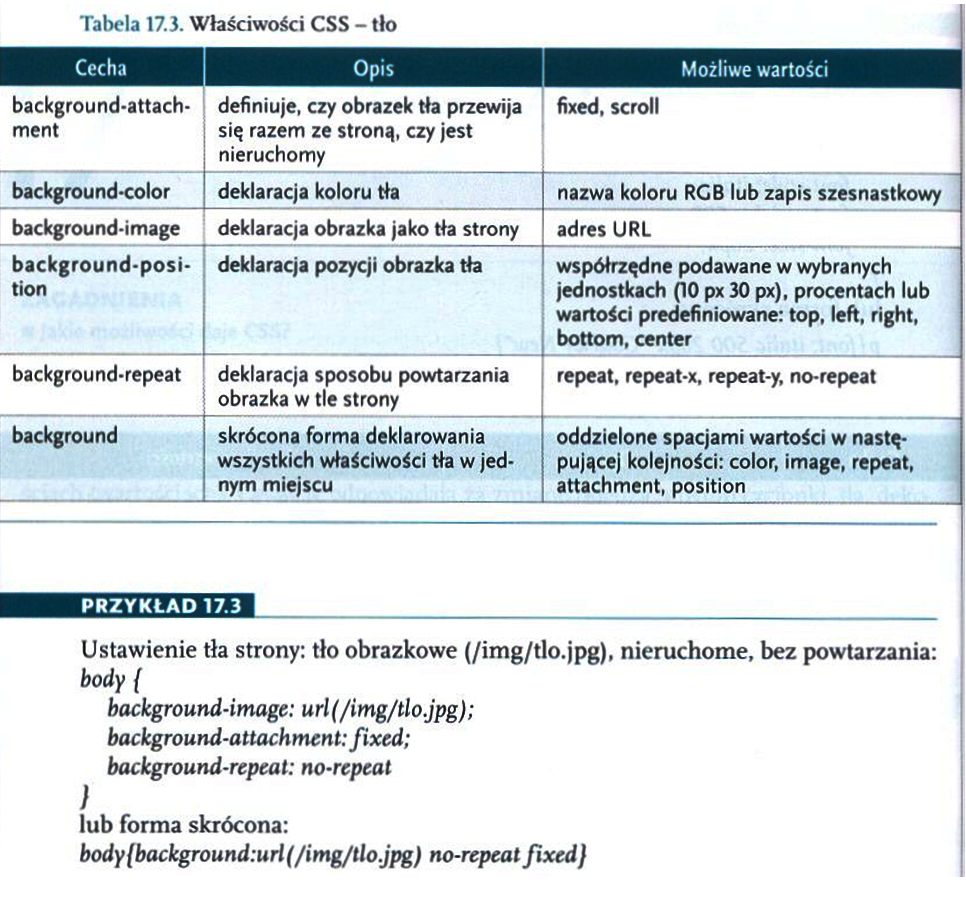 Tabela 17.3. Właściwości CSS – tło
Cecha Opis Możliwe wartości
background-attach-
ment
definiuje, czy obrazek tła przewija
się razem ze stroną, czy jest
nieruchomy
fixed, scroll
background-color deklaracja koloru tła nazwa koloru RGB lub zapis szesnastkowy
background-image deklaracja obrazka jako tła strony adres URL
background-posi-
tion
deklaracja pozycji obrazka tła
współrzędne podawane w wybranych
jednostkach (10 px 30 px), procentach lub
wartości predefiniowane: top, left, right,
bottom, center
background-repeat
deklaracja sposobu powtarzania
obrazka w tle strony
repeat, repeat-x, repeat-y, no-repeat
background
skrócona forma deklarowania
wszystkich właściwości tła w jed-
nym miejscu
oddzielone spacjami wartości w nastę-
pującej kolejności: color, image, repeat,
attachment, position
PRZYKŁAD 17.3
Ustawienie tła strony: tło obrazkowe (/img/tlo.jpg), nieruchome, bez powtarzania:
body {
background-image: url(/img/tlo.jpg);
background-attachment: fixed;
background-repeat: no-repeat
}
lub forma skrócona:
body{background:url(/img/tlo.jpg) no-repeat fixed}